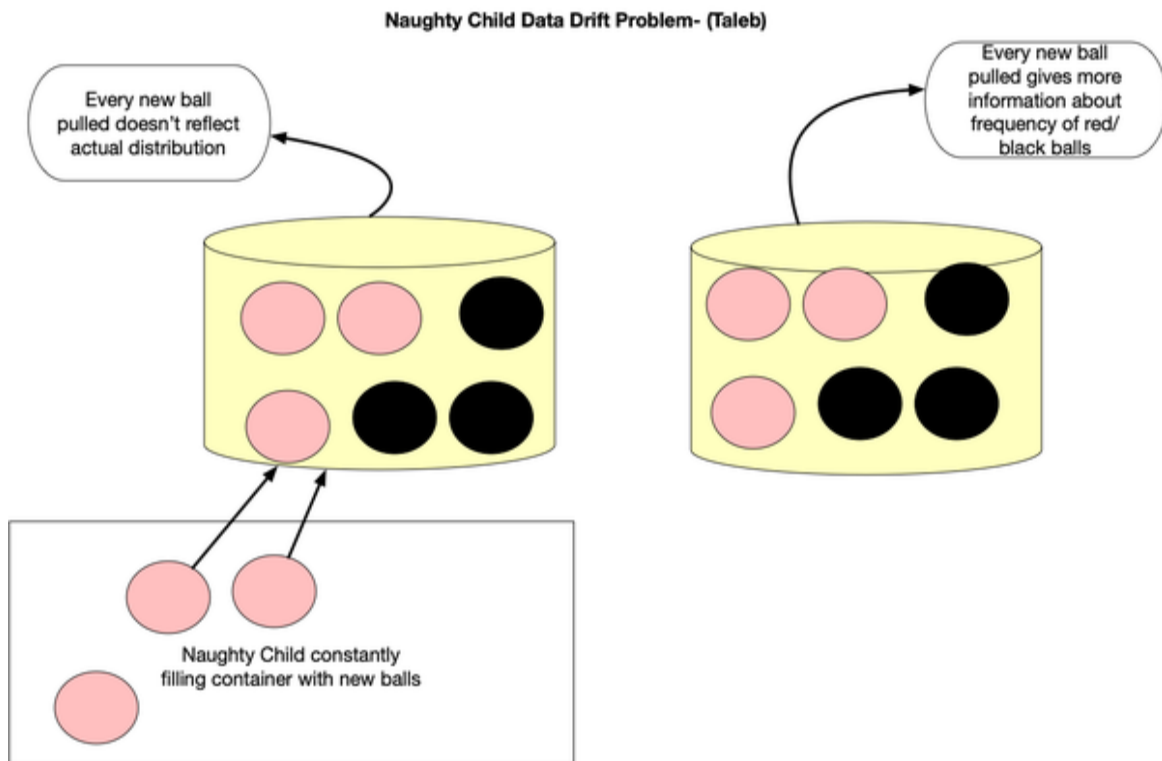 Naughty Child Data Drift Problem- (Taleb)
Every new ball
pulled doesn't reflect
actual distribution
Every new ball
pulled gives more
information about
frequency of red/
black balls
Naughty Child constantly
filling container with new balls